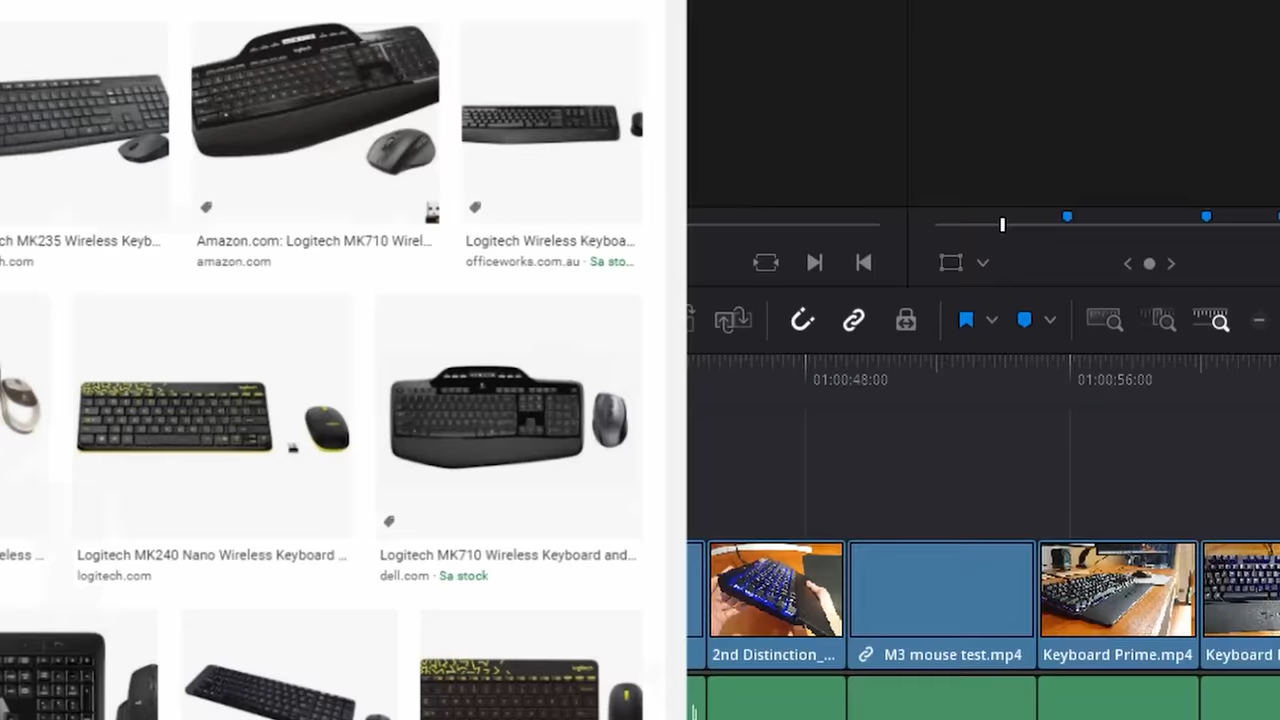 ch MK235 Wireless Keyb...
h.com
Amazon.com: Logitech MK710 Wirel...
amazon.com
Logitech Wireless Keyboa...
officeworks.com.au · Sa sto...
eless ...
Logitech MK240 Nano Wireless Keyboard ...
logitech.com
Logitech MK710 Wireless Keyboard and...
dell.com · Sa stock
01:00:48:00
01:00:56:00
2nd Distinction_...
M3 mouse test.mp4
Keyboard Prime.mp4
Keyboard